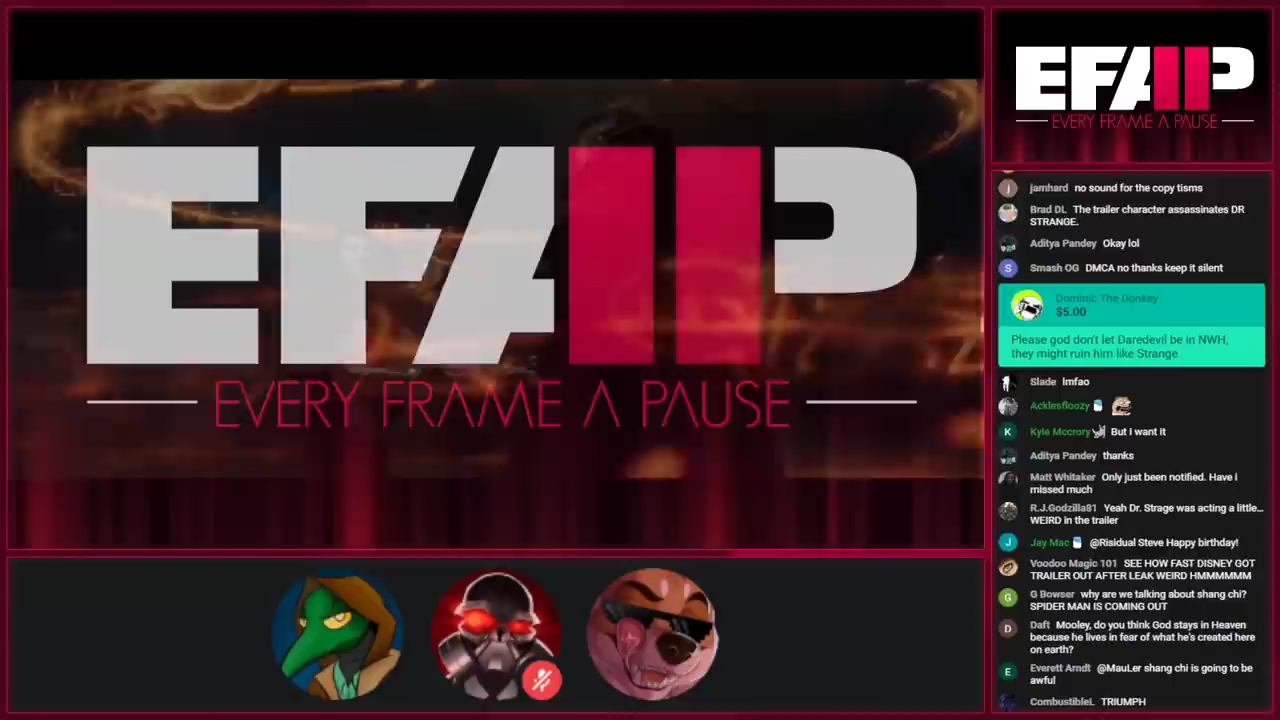 EFAP
EVERY FRAME A PAUSE
EFAP
EVERY FRAME A PAUSE
jamhard no sound for the copy tisms
Brad DL The trailer character assassinates DR
STRANGE.
Aditya Pandey Okay lol
S Smash OG DMCA no thanks keep it silent
Dominic The Donkey
$5.00
Please god don't let Daredevil be in NWH,
they might ruin him like Strange
Slade lmfao
Acklesfloozy
K Kyle Mccrory But i want it
Aditya Pandey thanks
Matt Whitaker Only just been notified. Have i
missed much
R.J.Godzilla81 Yeah Dr. Strage was acting a little...
WEIRD in the trailer
J Jay Mac @Risidual Steve Happy birthday!
Voodoo Magic 101 SEE HOW FAST DISNEY GOT
TRAILER OUT AFTER LEAK WEIRD HMMMMMM
G G Bowser why are we talking about shang chi?
SPIDER MAN IS COMING OUT
D Daft Mooley, do you think God stays in Heaven
because he lives in fear of what he's created here
on earth?
E Everett Arndt @MauLer shang chi is going to be
awful
CombustibleL TRIUMPH